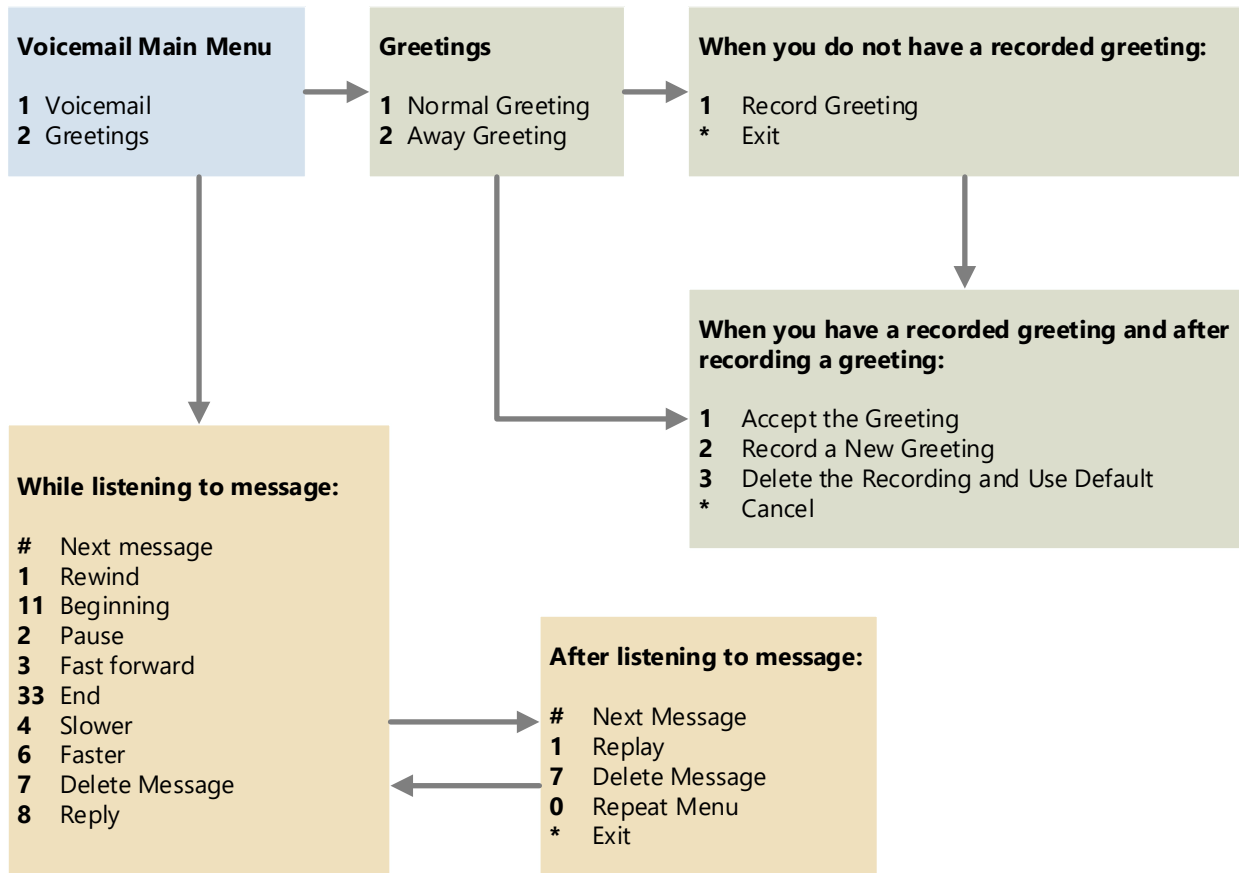 Voicemail Main Menu
1 Voicemail
2 Greetings
Greetings
1 Normal Greeting
2 Away Greeting
When you do not have a recorded greeting:
1 Record Greeting
* Exit
When you have a recorded greeting and after
recording a greeting:
1 Accept the Greeting
2 Record a New Greeting
3 Delete the Recording and Use Default
* Cancel
While listening to message:
# Next message
1 Rewind
11 Beginning
2 Pause
3 Fast forward
33 End
4 Slower
6 Faster
7 Delete Message
8 Reply
After listening to message:
# Next Message
1 Replay
7 Delete Message
0 Repeat Menu
* Exit